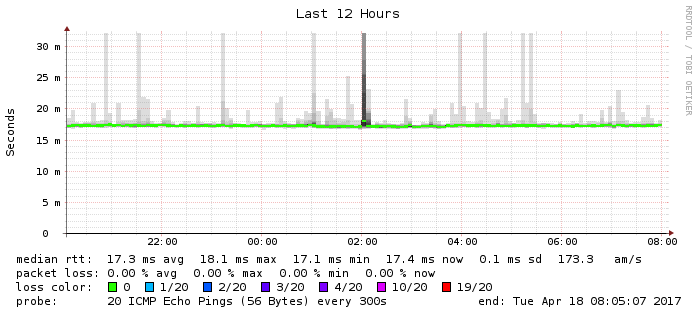 Last 12 Hours
RRDTOOL / TOBI OETIKER
Seconds
30 m
25 m
20 m
15 m
10 m
5 m
0
22:00 00:00 02:00 04:00 06:00 08:00
median rtt: 17.3 ms avg 18.1 ms max 17.1 ms min 17.4 ms now 0.1 ms sd 173.3 am/s
packet loss: 0.00 % avg 0.00 % max 0.00 % min 0.00 % now
loss color: 0 1/20 2/20 3/20 4/20 10/20 19/20
probe: 20 ICMP Echo Pings (56 Bytes) every 300s end: Tue Apr 18 08:05:07 2017